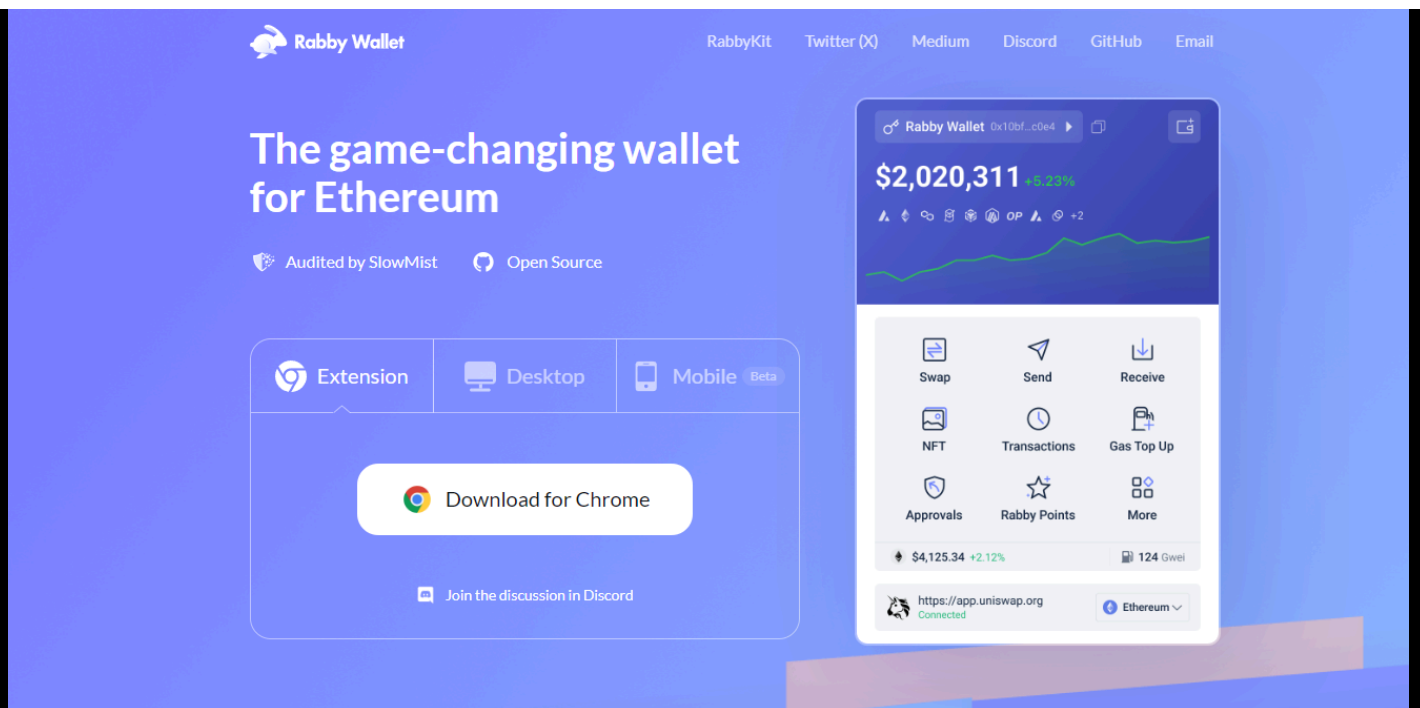 Rabby Wallet
RabbyKit Twitter (X) Medium Discord GitHub Email
The game-changing wallet
for Ethereum
Audited by SlowMist Open Source
Extension Desktop Mobile Beta
Download for Chrome
Join the discussion in Discord
Rabby Wallet 0x10bf...c0e4
$2,020,311 +5.23%
OP +2
Swap Send Receive
NFT Transactions Gas Top Up
Approvals Rabby Points More
$4,125.34 +2.12% 124 Gwei
https://app.uniswap.org
Connected
Ethereum